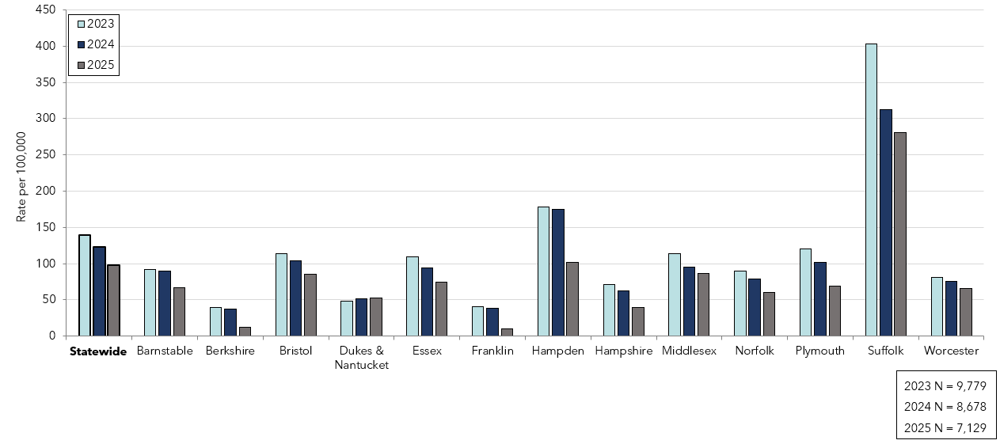 450
400
350
300
250
200
150
100
50
0
Rate per 100,000
2023
2024
2025
Statewide Barnstable Berkshire Bristol Dukes & Essex Franklin Hampden Hampshire Middlesex Norfolk Plymouth Suffolk Worcester
Nantucket
2023 N = 9,779
2024 N = 8,678
2025 N = 7,129